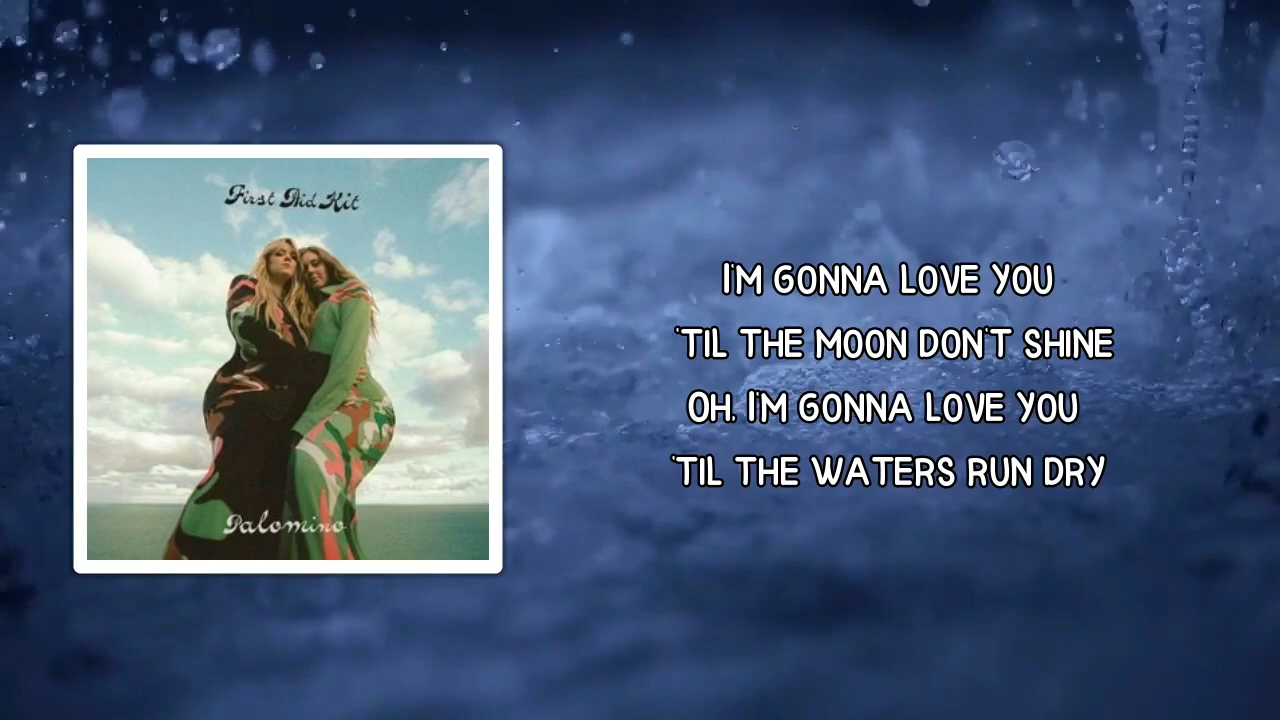 First Aid Kit
Palomino
I'M GONNA LOVE YOU
'TIL THE MOON DON'T SHINE
OH, I'M GONNA LOVE YOU
'TIL THE WATERS RUN DRY